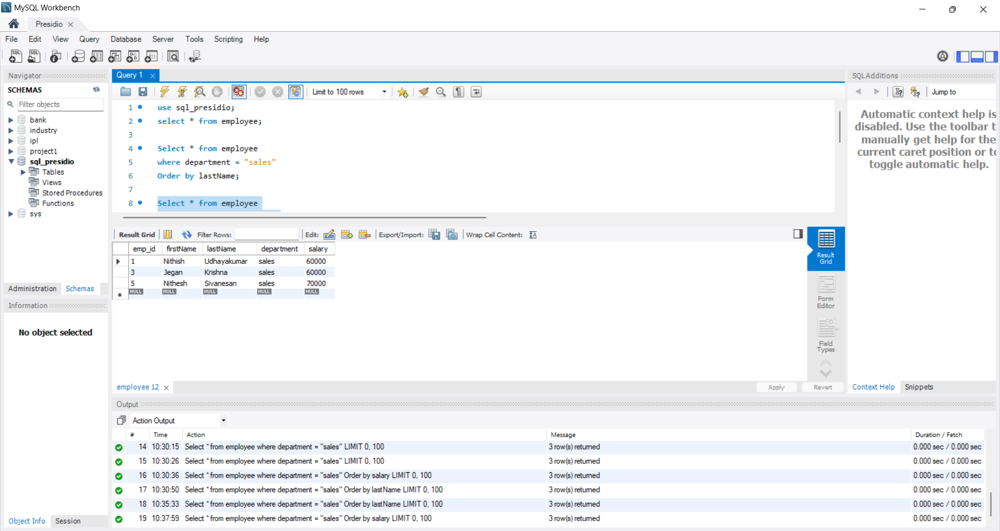 MySQL Workbench
Presidio
File Edit View Query Database Server Tools Scripting Help
Navigator
SCHEMAS
Filter objects
bank
industry
ipl
project1
sql_presidio
Tables
Views
Stored Procedures
Functions
sys
Administration Schemas
Information
No object selected
Object Info Session
Query 1
Limit to 100 rows
1 use sql_presidio;
2 select * from employee;
3
4 Select * from employee
5 where department = "sales"
6 Order by lastName;
7
8 Select * from employee
Result Grid Filter Rows: Edit: Export/Import: Wrap Cell Content:
emp_id firstName lastName department salary
1 Nithish Udhayakumar sales 60000
3 Jegan Krishna sales 60000
5 Nithesh Sivanesan sales 70000
NULL NULL NULL NULL NULL
Result
Grid
Form
Editor
Field
Types
employee 12
Apply Revert
SQLAdditions
Jump to
Automatic context help is
disabled. Use the toolbar t
manually get help for the
current caret position or to
toggle automatic help.
Context Help Snippets
Output
Action Output
# Time Action Message Duration / Fetch
14 10:30:15 Select * from employee where department = "sales" LIMIT 0, 100 3 row(s) returned 0.000 sec / 0.000 sec
15 10:30:26 Select * from employee where department = "sales" LIMIT 0, 100 3 row(s) returned 0.000 sec / 0.000 sec
16 10:30:36 Select * from employee where department = "sales" Order by salary LIMIT 0, 100 3 row(s) returned 0.000 sec / 0.000 sec
17 10:30:50 Select * from employee where department = "sales" Order by lastName LIMIT 0, 100 3 row(s) returned 0.000 sec / 0.000 sec
18 10:35:33 Select * from employee where department = "sales" Order by lastName LIMIT 0, 100 3 row(s) returned 0.000 sec / 0.000 sec
19 10:37:59 Select * from employee where department = "sales" Order by salary LIMIT 0, 100 3 row(s) returned 0.000 sec / 0.000 sec